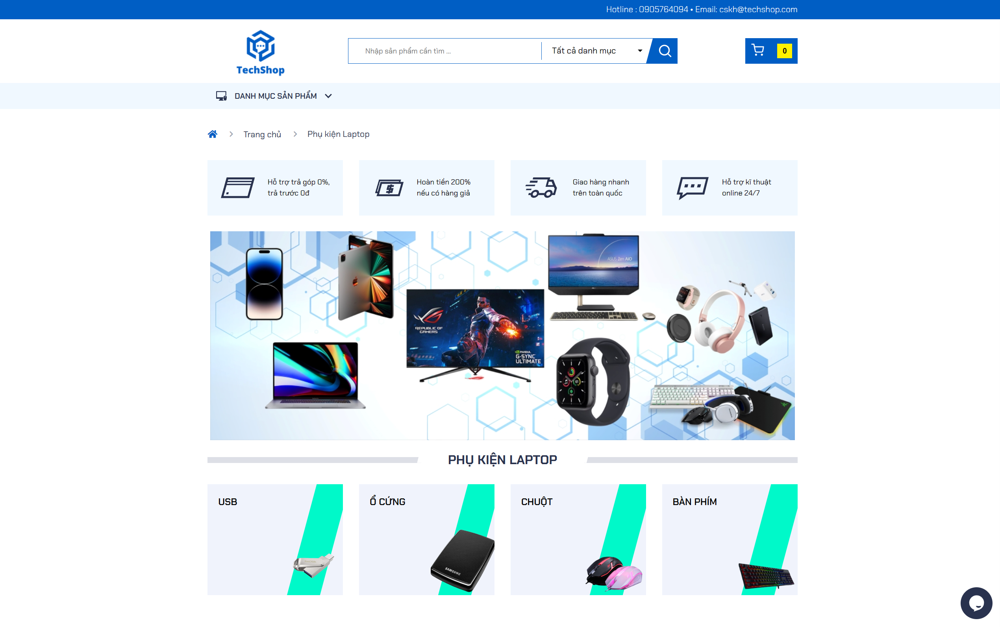 Hotline : 0905764094 • Email: cskh@techshop.com
TechShop
Nhập sản phẩm cần tìm ...
Tất cả danh mục
0
DANH MỤC SẢN PHẨM
Trang chủ
Phụ kiện Laptop
Hỗ trợ trả góp 0%,
trả trước 0đ
Hoàn tiền 200%
nếu có hàng giả
Giao hàng nhanh
trên toàn quốc
Hỗ trợ kĩ thuật
online 24/7
ASUS Zen AiO
REPUBLIC OF
GAMERS
NVIDIA.
G-SYNC
ULTIMATE
61
PHỤ KIỆN LAPTOP
USB
Ổ CỨNG
CHUỘT
BÀN PHÍM
SAMSUNG